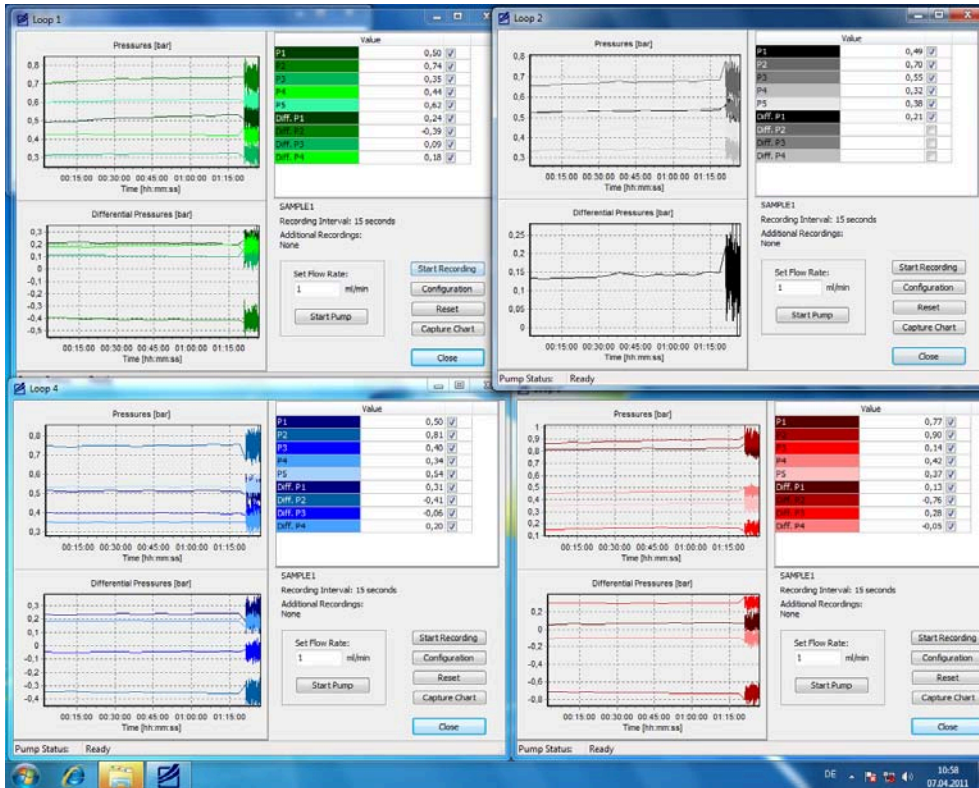 Loop 1
Pressures [bar]
0,8
0,7
0,6
0,5
0,4
0,3
00:15:00 00:30:00 00:45:00 01:00:00 01:15:00
Time [hh:mm:ss]
Differential Pressures [bar]
0,3
0,2
0,1
0
-0,1
-0,2
-0,3
-0,4
-0,5
00:15:00 00:30:00 00:45:00 01:00:00 01:15:00
Time [hh:mm:ss]
Value
P1 0,50
P2 0,74
P3 0,35
P4 0,44
P5 0,62
Diff. P1 0,24
Diff. P2 -0,39
Diff. P3 0,09
Diff. P4 0,18
SAMPLE1
Recording Interval: 15 seconds
Additional Recordings:
None
Set Flow Rate:
1 ml/min
Start Pump
Start Recording
Configuration
Reset
Capture Chart
Close
Loop 2
Pressures [bar]
0,8
0,7
0,6
0,5
0,4
0,3
00:15:00 00:30:00 00:45:00 01:00:00 01:15:00
Time [hh:mm:ss]
Differential Pressures [bar]
0,25
0,2
0,15
0,1
0,05
0
00:15:00 00:30:00 00:45:00 01:00:00 01:15:00
Time [hh:mm:ss]
Value
P1 0,49
P2 0,70
P3 0,55
P4 0,32
P5 0,38
Diff. P1 0,21
Diff. P2
Diff. P3
Diff. P4
SAMPLE1
Recording Interval: 15 seconds
Additional Recordings:
None
Set Flow Rate:
1 ml/min
Start Pump
Start Recording
Configuration
Reset
Capture Chart
Close
Pump Status: Ready
Loop 4
Pressures [bar]
0,8
0,7
0,6
0,5
0,4
0,3
00:15:00 00:30:00 00:45:00 01:00:00 01:15:00
Time [hh:mm:ss]
Differential Pressures [bar]
0,3
0,2
0,1
0
-0,1
-0,2
-0,3
-0,4
00:15:00 00:30:00 00:45:00 01:00:00 01:15:00
Time [hh:mm:ss]
Value
P1 0,50
P2 0,81
P3 0,40
P4 0,34
P5 0,54
Diff. P1 0,31
Diff. P2 -0,41
Diff. P3 -0,06
Diff. P4 0,20
SAMPLE1
Recording Interval: 15 seconds
Additional Recordings:
None
Set Flow Rate:
1 ml/min
Start Pump
Start Recording
Configuration
Reset
Capture Chart
Close
Pump Status: Ready
Pressures [bar]
1
0,9
0,8
0,7
0,6
0,5
0,4
0,3
0,2
0,1
00:15:00 00:30:00 00:45:00 01:00:00 01:15:00
Time [hh:mm:ss]
Differential Pressures [bar]
0,2
0
-0,2
-0,4
-0,6
-0,8
00:15:00 00:30:00 00:45:00 01:00:00 01:15:00
Time [hh:mm:ss]
Value
P1 0,77
P2 0,90
P3 0,14
P4 0,42
P5 0,37
Diff. P1 0,13
Diff. P2 -0,76
Diff. P3 0,28
Diff. P4 -0,05
SAMPLE1
Recording Interval: 15 seconds
Additional Recordings:
None
Set Flow Rate:
1 ml/min
Start Pump
Start Recording
Configuration
Reset
Capture Chart
Close
Pump Status: Ready
DE
10:58
07.04.2011